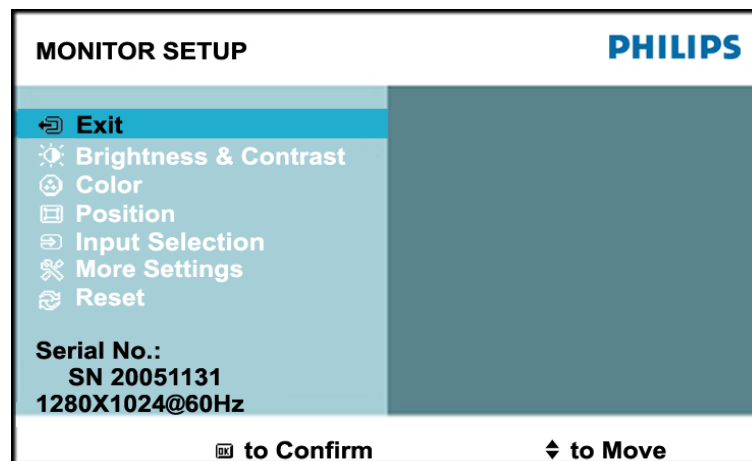 MONITOR SETUP
PHILIPS
Exit
Brightness & Contrast
Color
Position
Input Selection
More Settings
Reset
Serial No.:
SN 20051131
1280X1024@60Hz
OK to Confirm
to Move